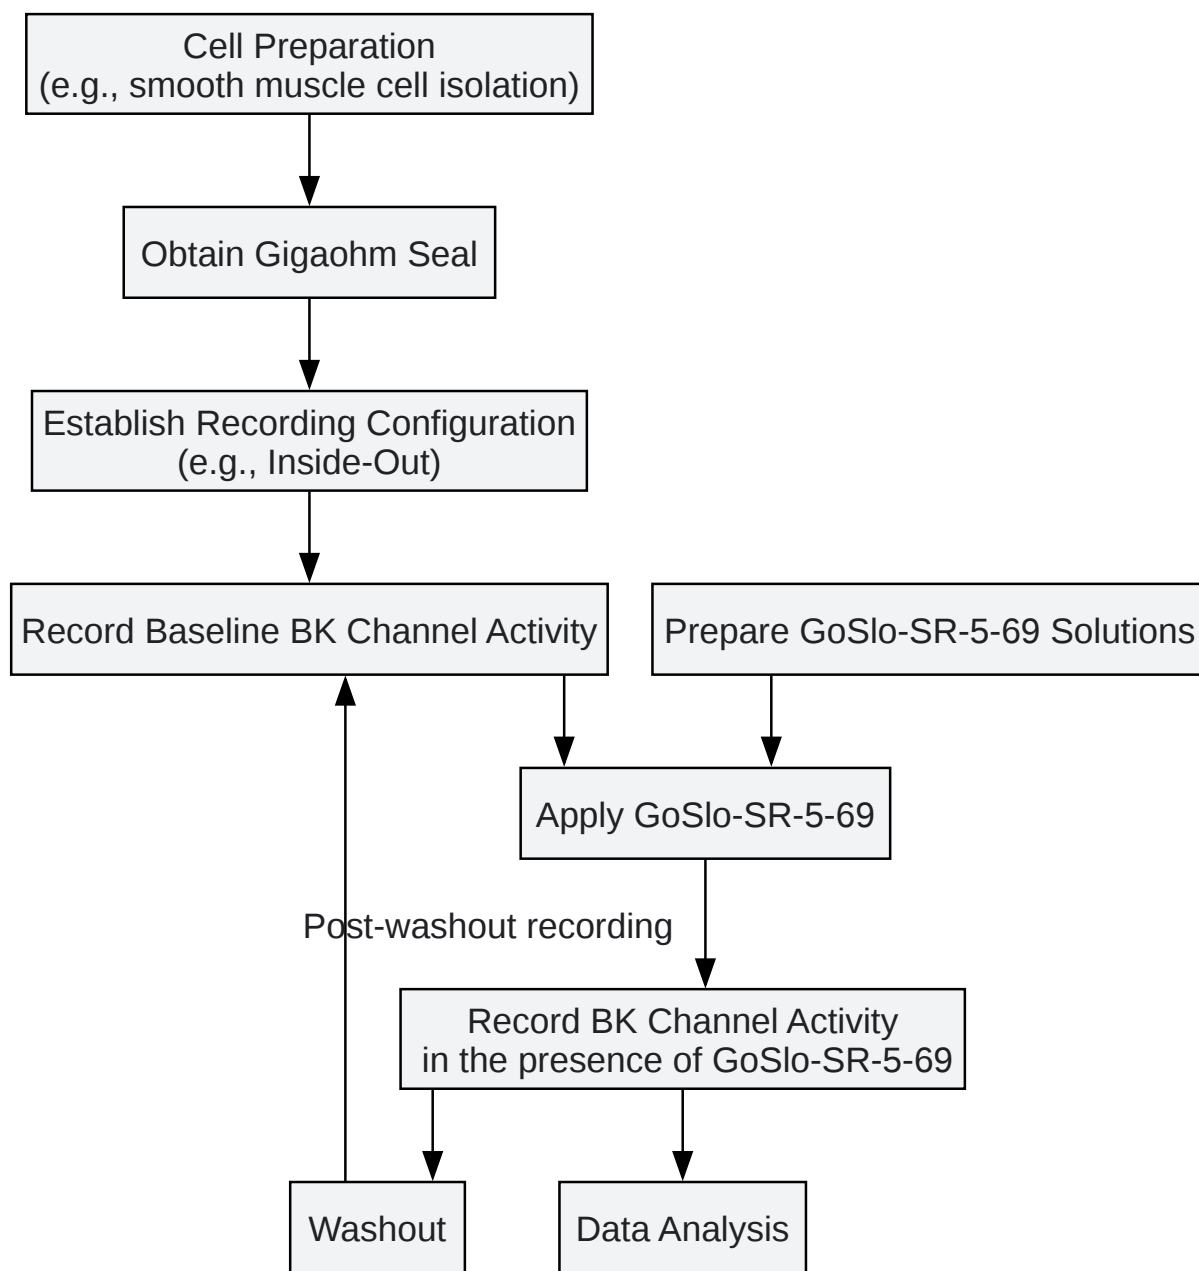 Cell Preparation
(e.g., smooth muscle cell isolation)
Obtain Gigaohm Seal
Establish Recording Configuration
(e.g., Inside-Out)
Record Baseline BK Channel Activity
Prepare GoSlo-SR-5-69 Solutions
Apply GoSlo-SR-5-69
Post-washout recording
Record BK Channel Activity
in the presence of GoSlo-SR-5-69
Washout
Data Analysis